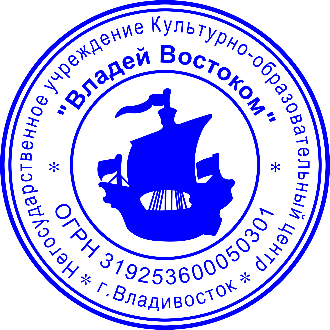 Негосударственное учреждение Культурно-образовательный центр
"Владей Востоком"
ОГРН 319253600050301
* г.Владивосток *